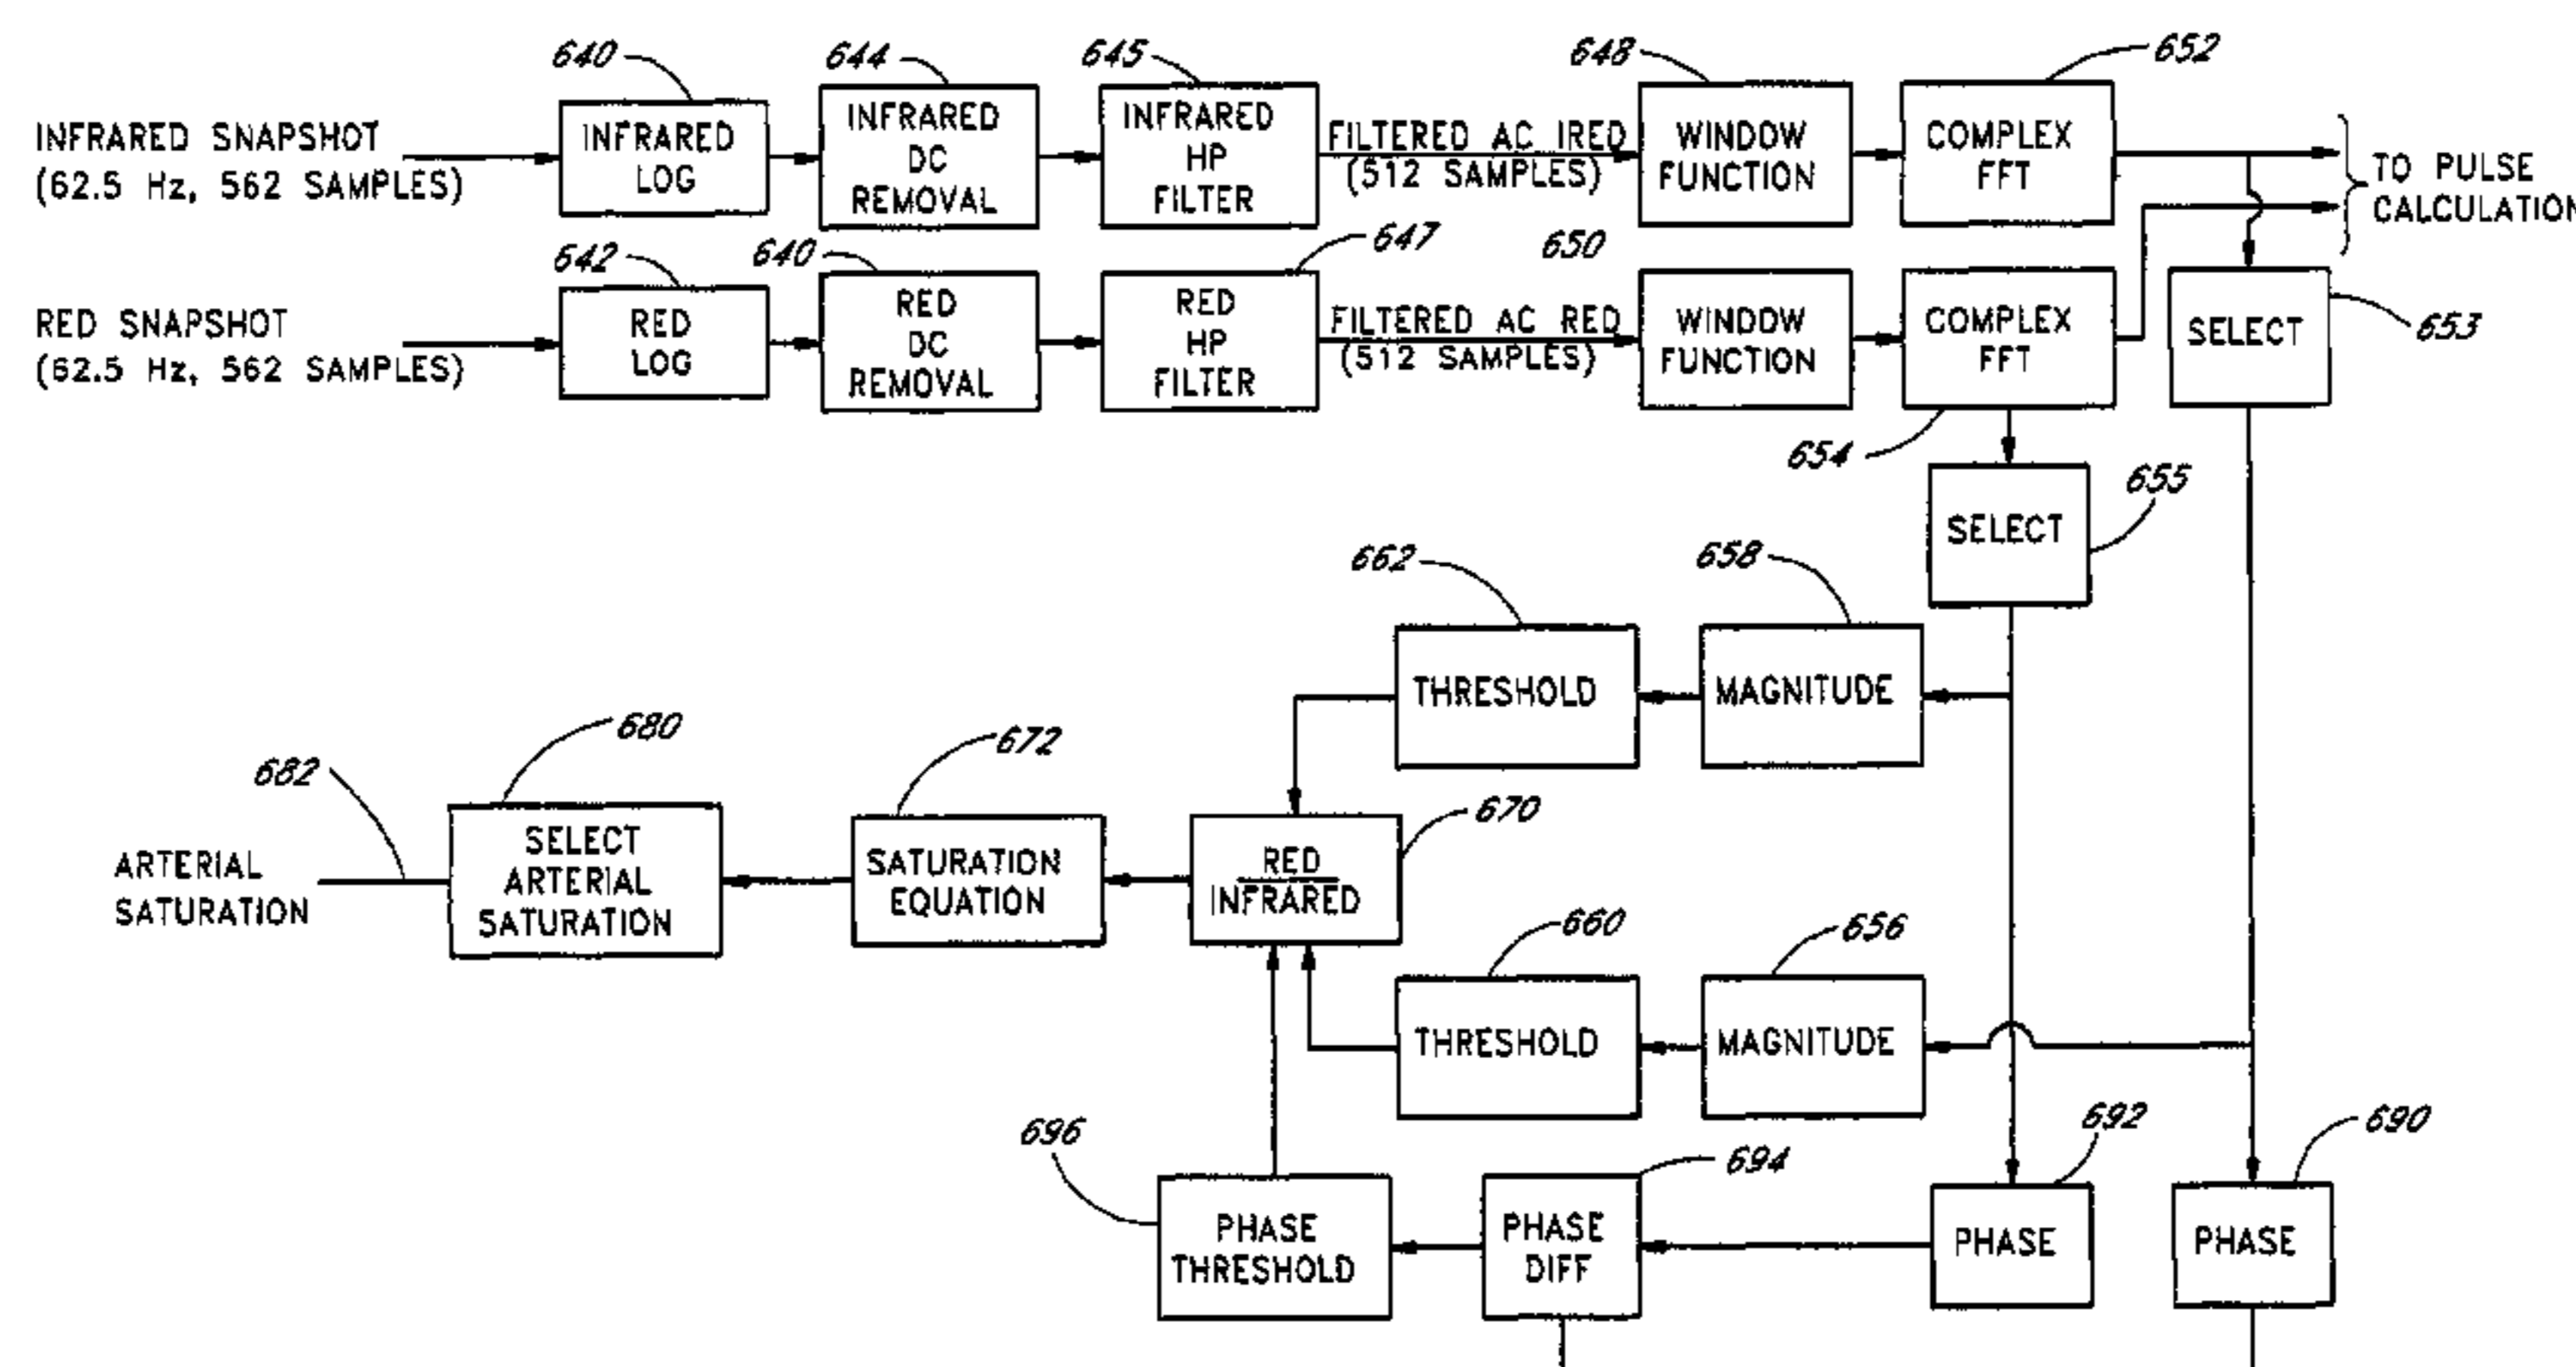 640
644
645
648
652
INFRARED SNAPSHOT
(62.5 Hz, 562 SAMPLES)
INFRARED
LOG
INFRARED
DC
REMOVAL
INFRARED
HP
FILTER
FILTERED AC IRED
(512 SAMPLES)
WINDOW
FUNCTION
COMPLEX
FFT
TO PULSE
CALCULATION
642
640
647
650
RED SNAPSHOT
(62.5 Hz, 562 SAMPLES)
RED
LOG
RED
DC
REMOVAL
RED
HP
FILTER
FILTERED AC RED
(512 SAMPLES)
WINDOW
FUNCTION
COMPLEX
FFT
SELECT
653
654
655
SELECT
662
658
THRESHOLD
MAGNITUDE
682
680
672
670
ARTERIAL
SATURATION
SELECT
ARTERIAL
SATURATION
SATURATION
EQUATION
RED
INFRARED
660
656
THRESHOLD
MAGNITUDE
696
694
692
690
PHASE
THRESHOLD
PHASE
DIFF
PHASE
PHASE